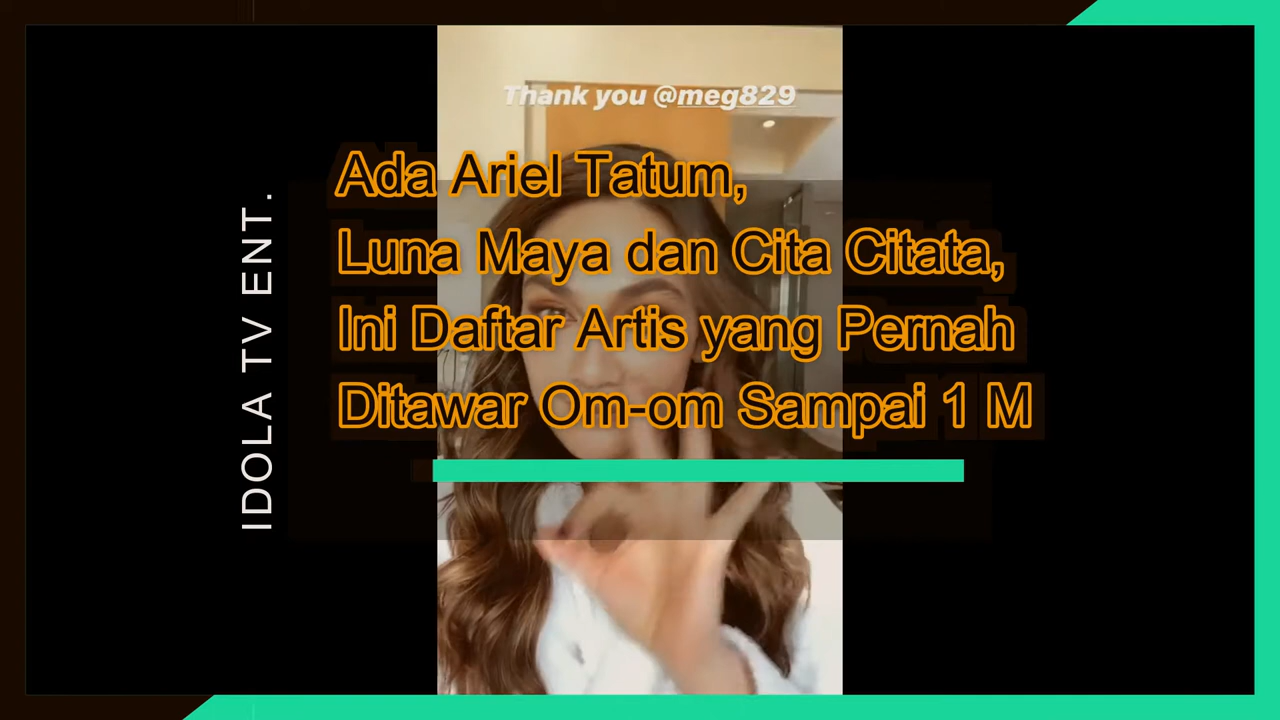 Thank you @meg829
Ada Ariel Tatum,
Luna Maya dan Cita Citata,
Ini Daftar Artis yang Pernah
Ditawar Om-om Sampai 1 M
IDOLA TV ENT.